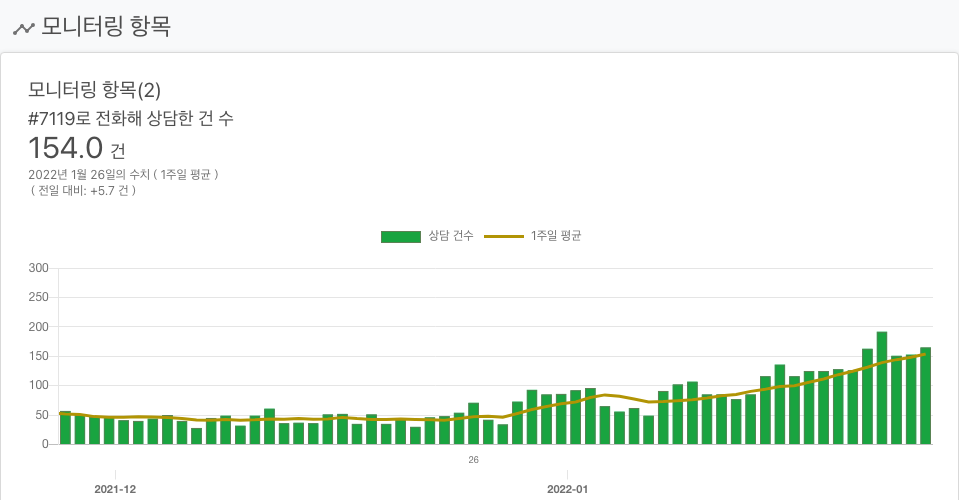 모니터링 항목
모니터링 항목(2)
#7119로 전화해 상담한 건 수
154.0 건
2022년 1월 26일의 수치 ( 1주일 평균 )
( 전일 대비: +5.7 건 )
상담 건수 1주일 평균
300
250
200
150
100
50
0
26
2021-12 2022-01